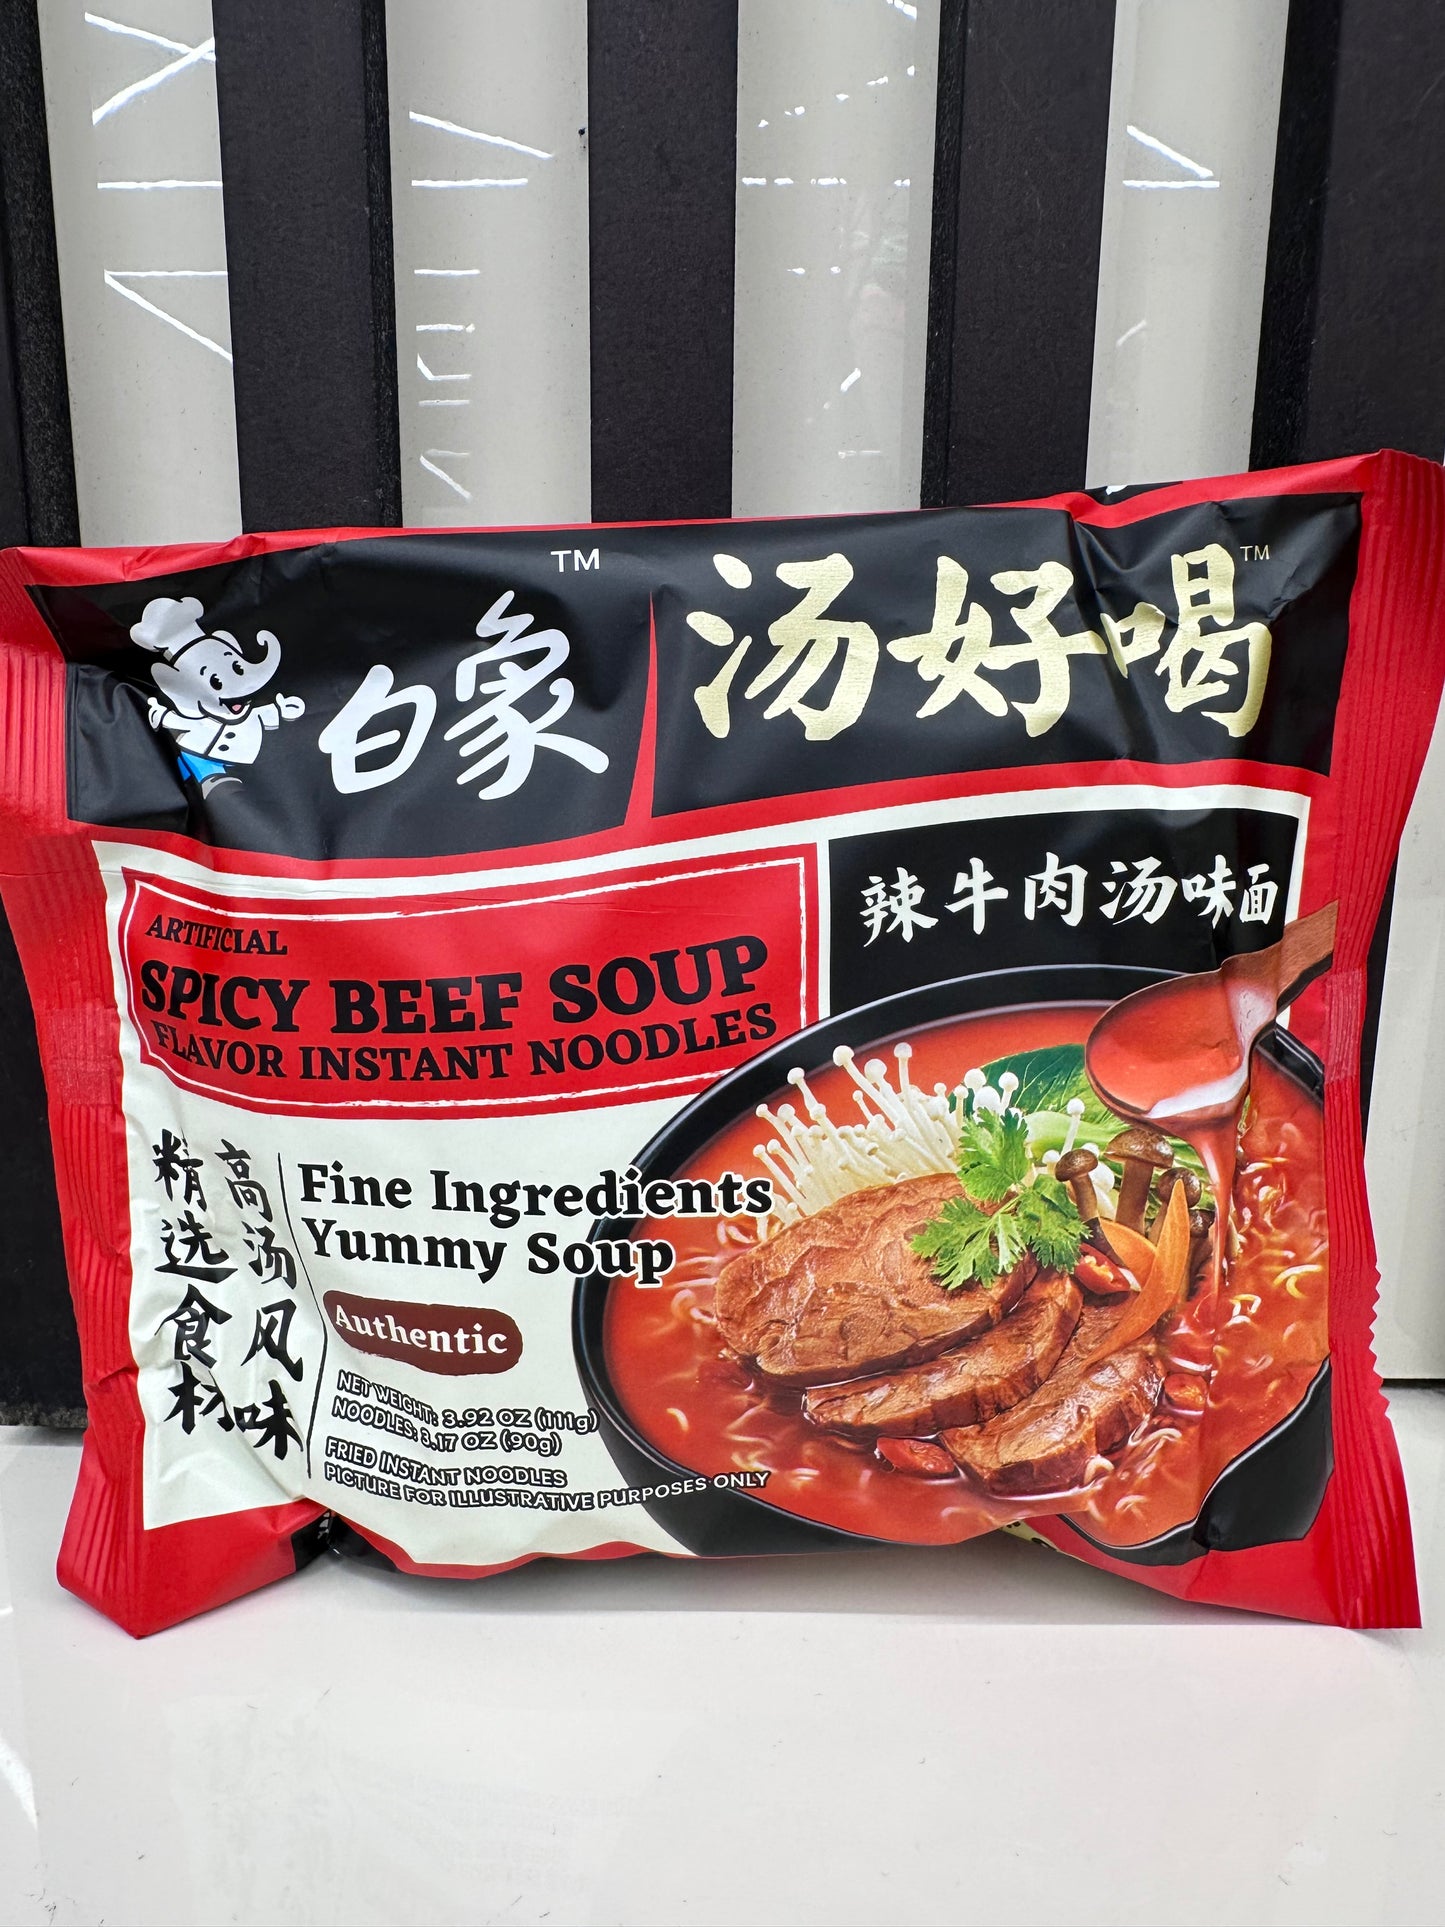 白象 TM
汤好喝 TM
辣牛肉汤味面
ARTIFICIAL
SPICY BEEF SOUP
FLAVOR INSTANT NOODLES
高汤风味
精选食材
Fine Ingredients
Yummy Soup
Authentic
NET WEIGHT: 3.92 OZ (111g)
NOODLES: 3.17 OZ (90g)
FRIED INSTANT NOODLES
PICTURE FOR ILLUSTRATIVE PURPOSES ONLY